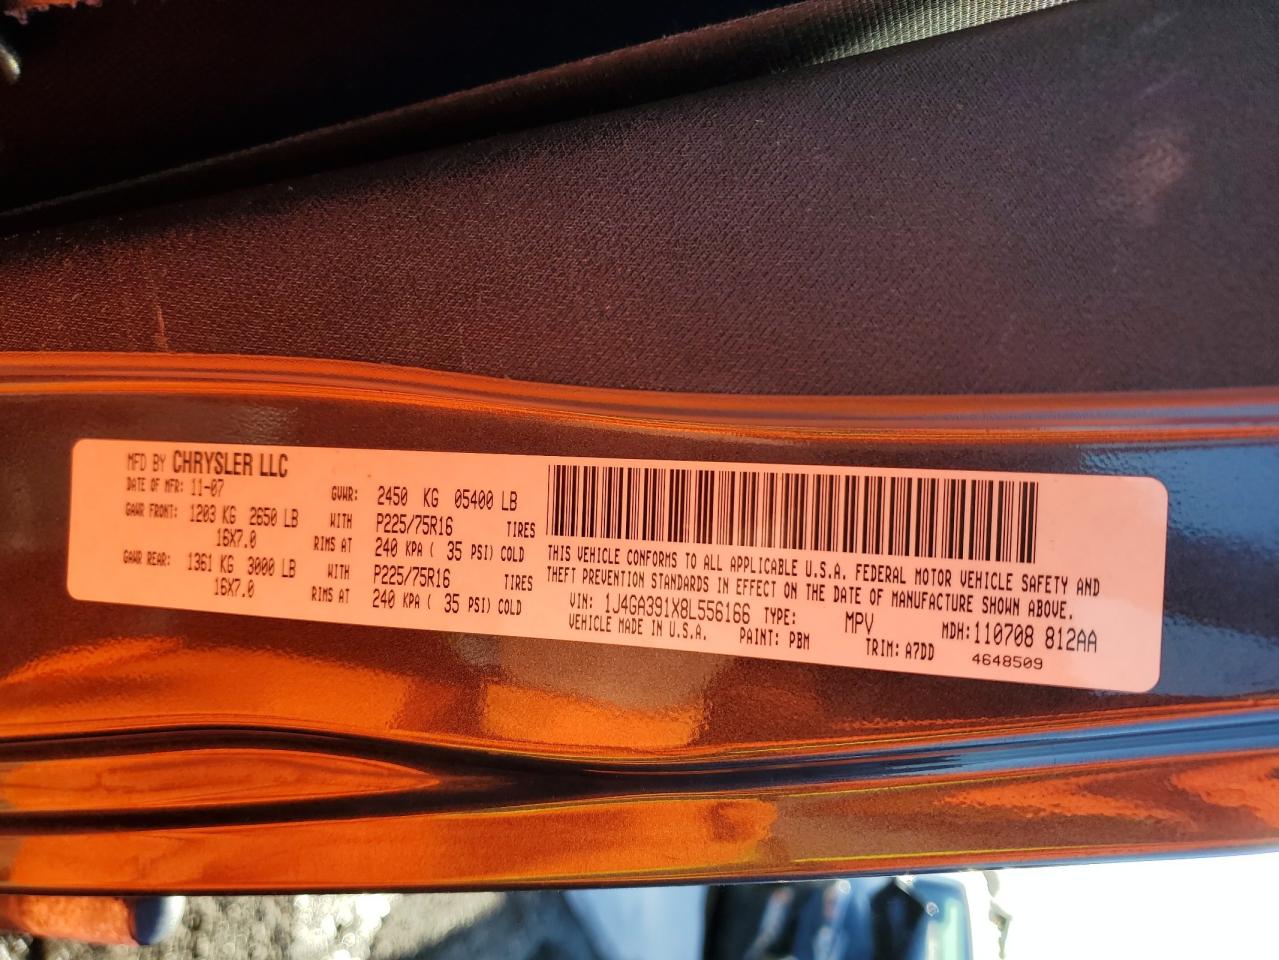 MFD BY CHRYSLER LLC
DATE OF MFR: 11-07 GVWR: 2450 KG 05400 LB
GAWR FRONT: 1203 KG 2650 LB WITH P225/75R16 TIRES
16X7.0 RIMS AT 240 KPA ( 35 PSI) COLD
GAWR REAR: 1361 KG 3000 LB WITH P225/75R16 TIRES
16X7.0 RIMS AT 240 KPA ( 35 PSI) COLD
THIS VEHICLE CONFORMS TO ALL APPLICABLE U.S.A. FEDERAL MOTOR VEHICLE SAFETY AND
THEFT PREVENTION STANDARDS IN EFFECT ON THE DATE OF MANUFACTURE SHOWN ABOVE.
VIN: 1J4GA391X8L556166 TYPE: MPV MDH: 110708 812AA
VEHICLE MADE IN U.S.A. PAINT: PBM TRIM: A7DD 4648509